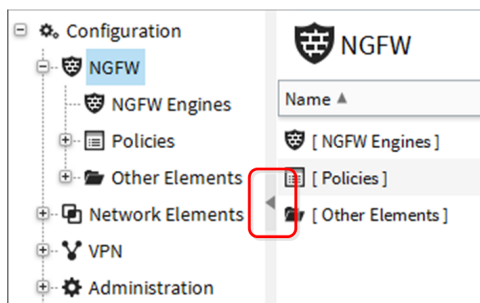 Configuration
NGFW
NGFW Engines
Policies
Other Elements
Network Elements
VPN
Administration
NGFW
Name
[ NGFW Engines ]
[ Policies ]
[ Other Elements ]